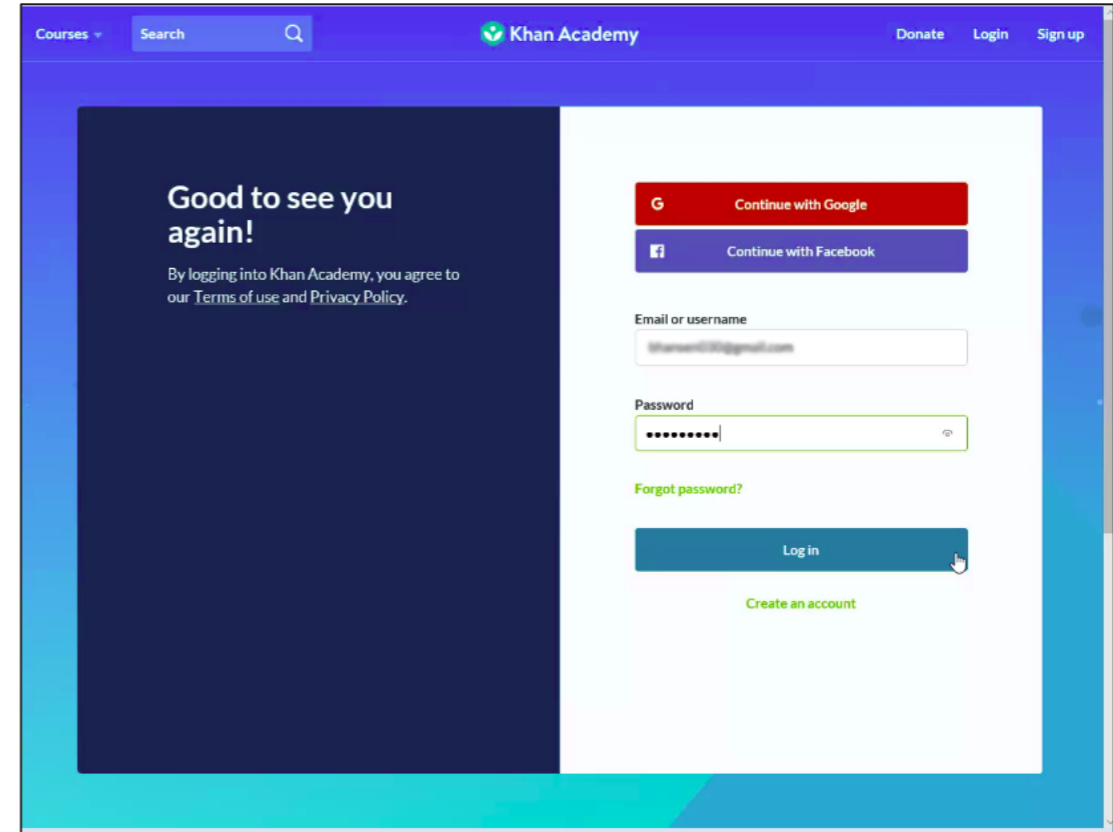 Courses
Search
Khan Academy
Donate
Login
Sign up
Good to see you
again!
By logging into Khan Academy, you agree to
our Terms of use and Privacy Policy.
G Continue with Google
f Continue with Facebook
Email or username
Password
•••••••••
Forgot password?
Log in
Create an account